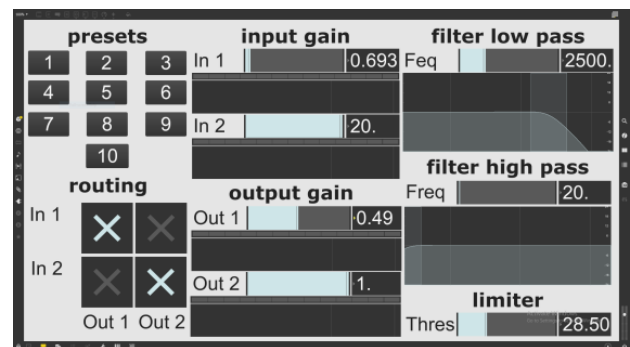 presets
1 2 3
4 5 6
7 8 9
10
routing
In 1
In 2
Out 1 Out 2
input gain
In 1 0.693
In 2 20.
output gain
Out 1 0.49
Out 2 1.
filter low pass
Feq 2500.
filter high pass
Freq 20.
limiter
Thres 28.50